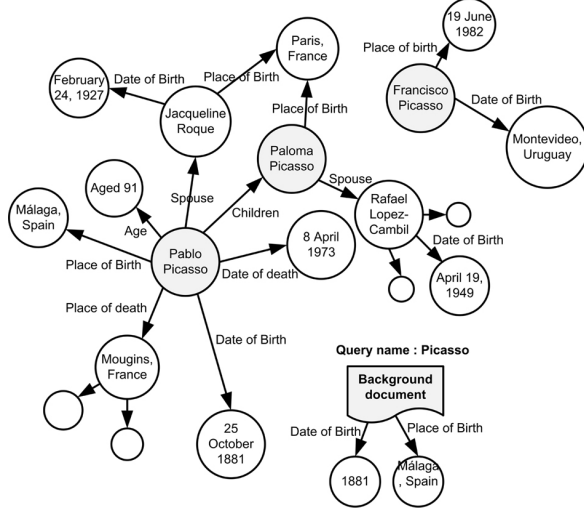 19 June
1982
Place of birth
Paris,
France
February
24, 1927
Date of Birth
Place of Birth
Francisco
Picasso
Date of Birth
Jacqueline
Roque
Place of Birth
Montevideo,
Uruguay
Paloma
Picasso
Spouse
Aged 91
Spouse
Children
Rafael
Lopez-
Cambil
Málaga,
Spain
Age
8 April
1973
Date of Birth
Pablo
Picasso
Place of Birth
Date of death
April 19,
1949
Place of death
Date of Birth
Mougins,
France
Query name : Picasso
Background
document
25
October
1881
Date of Birth
Place of Birth
1881
Málaga
, Spain